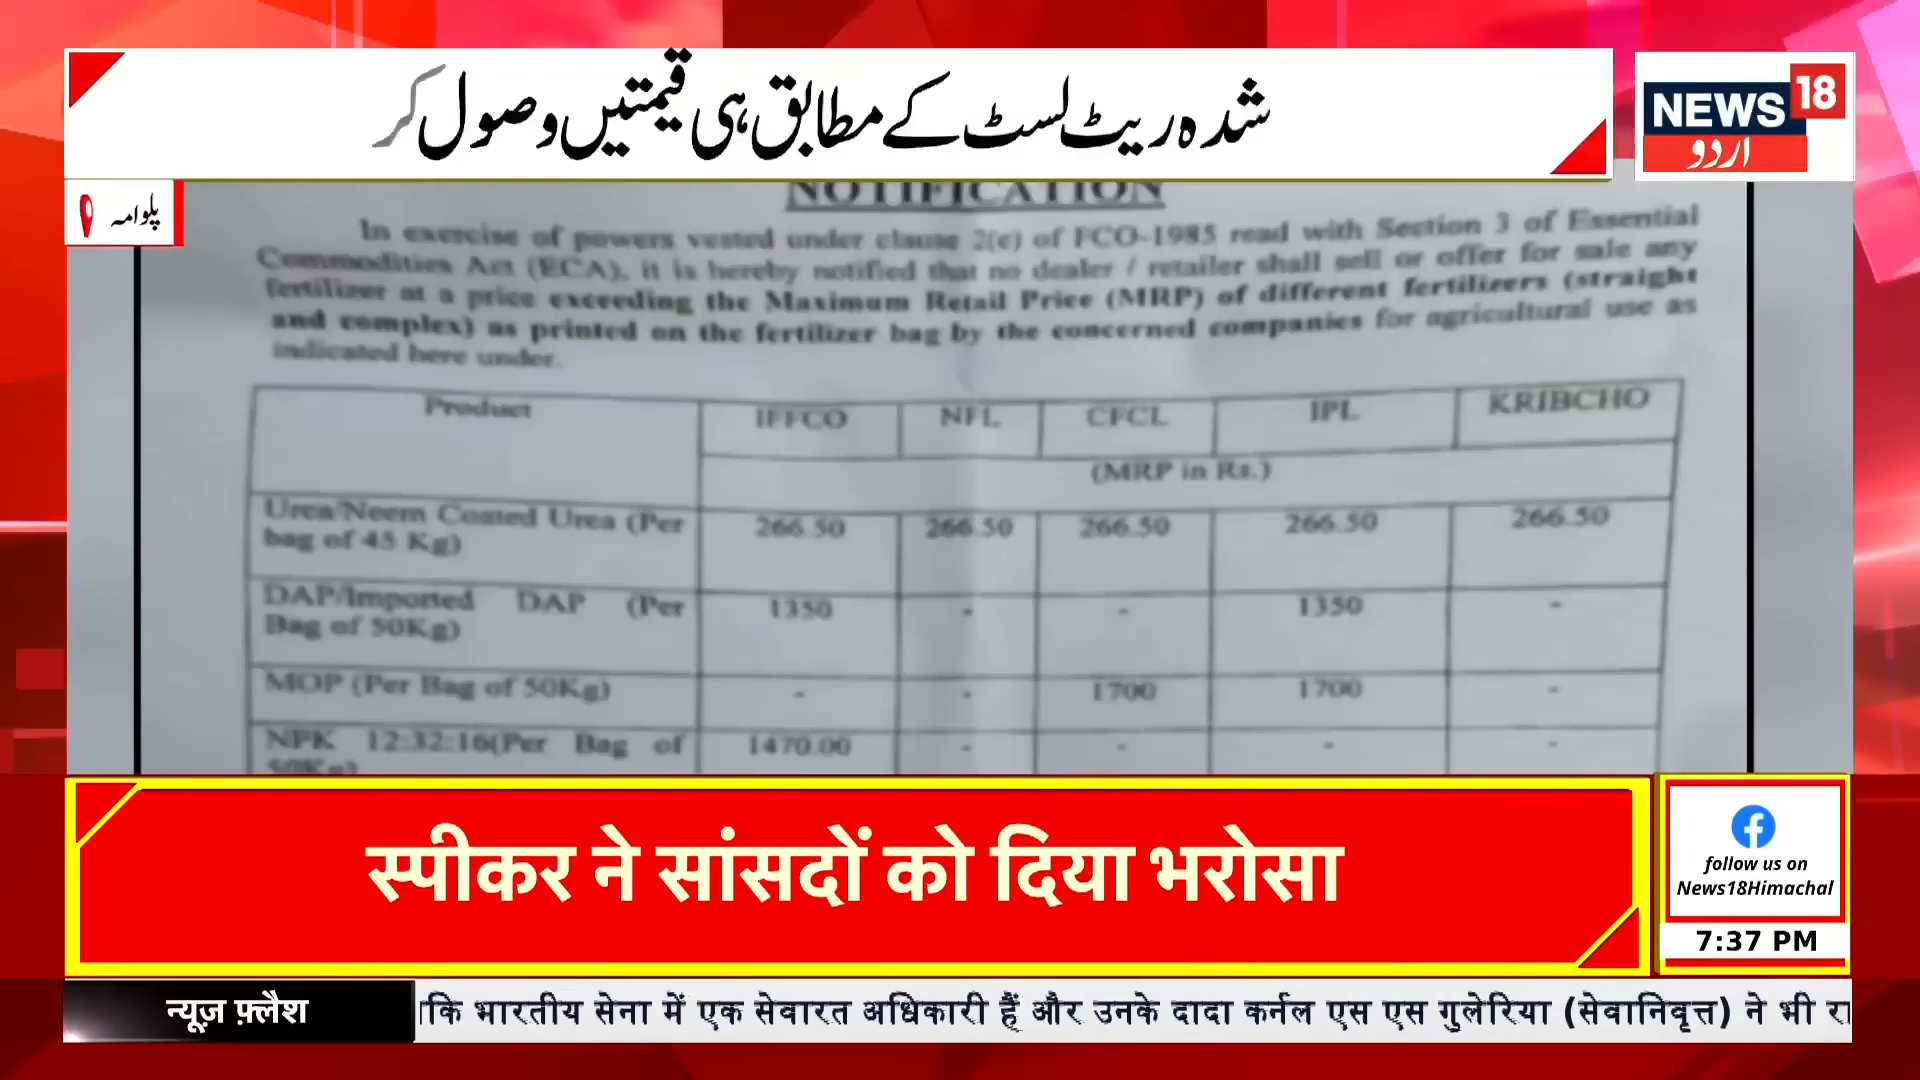 شدہ ریٹ لسٹ کے مطابق ہی قیمتیں وصول کر
NEWS 18
اردو
پلوامہ
NOTIFICATION
In exercise of powers vested under clause 2(e) of FCO-1985 read with Section 3 of Essential
Commodities Act (ECA), it is hereby notified that no dealer / retailer shall sell or offer for sale any
fertilizer at a price exceeding the Maximum Retail Price (MRP) of different fertilizers (straight
and complex) as printed on the fertilizer bag by the concerned companies for agricultural use as
indicated here under.
Product IFFCO NFL CFCL IPL KRIBCHO
(MRP in Rs.)
Urea/Neem Coated Urea (Per 266.50 266.50 266.50 266.50 266.50
bag of 45 Kg)
DAP/Imported DAP (Per 1350 - - 1350 -
Bag of 50Kg)
MOP (Per Bag of 50Kg) - - 1700 1700 -
NPK 12:32:16(Per Bag of 1470.00 - - - -
50Kg)
स्पीकर ने सांसदों को दिया भरोसा
follow us on
News18Himachal
7:37 PM
न्यूज़ फ़्लैश
कि भारतीय सेना में एक सेवारत अधिकारी हैं और उनके दादा कर्नल एस एस गुलेरिया (सेवानिवृत्त) ने भी